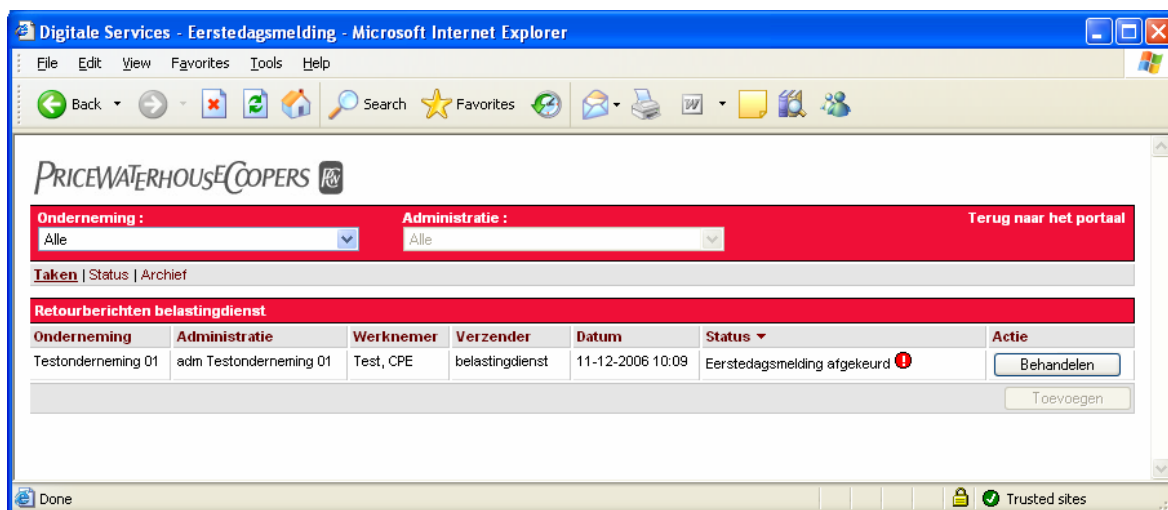 Digitale Services - Eerstedagsmelding - Microsoft Internet Explorer
File Edit View Favorites Tools Help
Back Search Favorites W
PRICEWATERHOUSECOOPERS PwC
Onderneming : Administratie : Terug naar het portaal
Alle Alle
Taken | Status | Archief
Retourberichten belastingdienst
Onderneming Administratie Werknemer Verzender Datum Status Actie
Testonderneming 01 adm Testonderneming 01 Test, CPE belastingdienst 11-12-2006 10:09 Eerstedagsmelding afgekeurd Behandelen
Toevoegen
Done Trusted sites